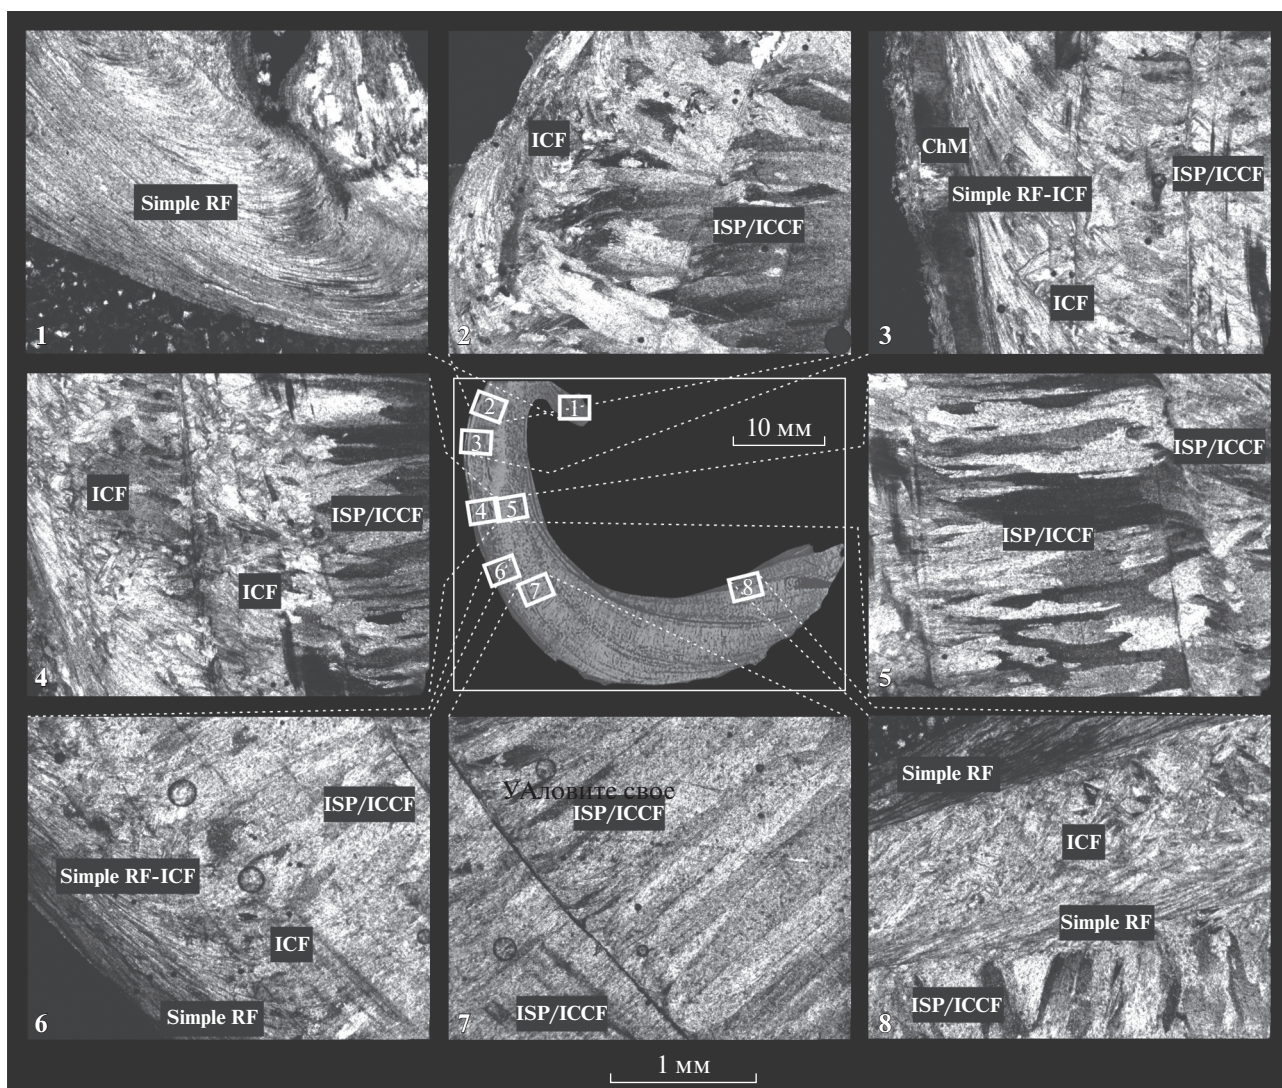 Simple RF
1
ICF
ISP/ICCF
2
ChM
Simple RF-ICF
ISP/ICCF
ICF
3
ICF
ISP/ICCF
ICF
4
1
2
3
4
5
6
7
8
10 мм
ISP/ICCF
ISP/ICCF
5
ISP/ICCF
Simple RF-ICF
ICF
Simple RF
6
УАловите свое
ISP/ICCF
ISP/ICCF
7
Simple RF
ICF
Simple RF
ISP/ICCF
8
1 мм